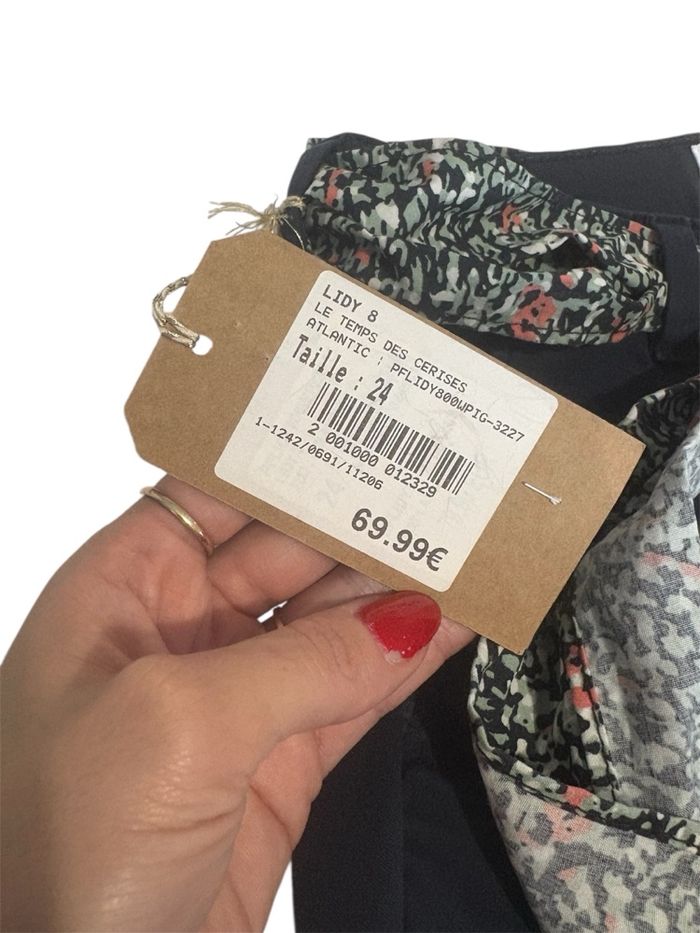 LIDY 8
LE TEMPS DES CERISES
ATLANTIC : PFLIDY800WPIG-3227
Taille : 24
2 001000 012329
1-1242/0691/11206
69.99€